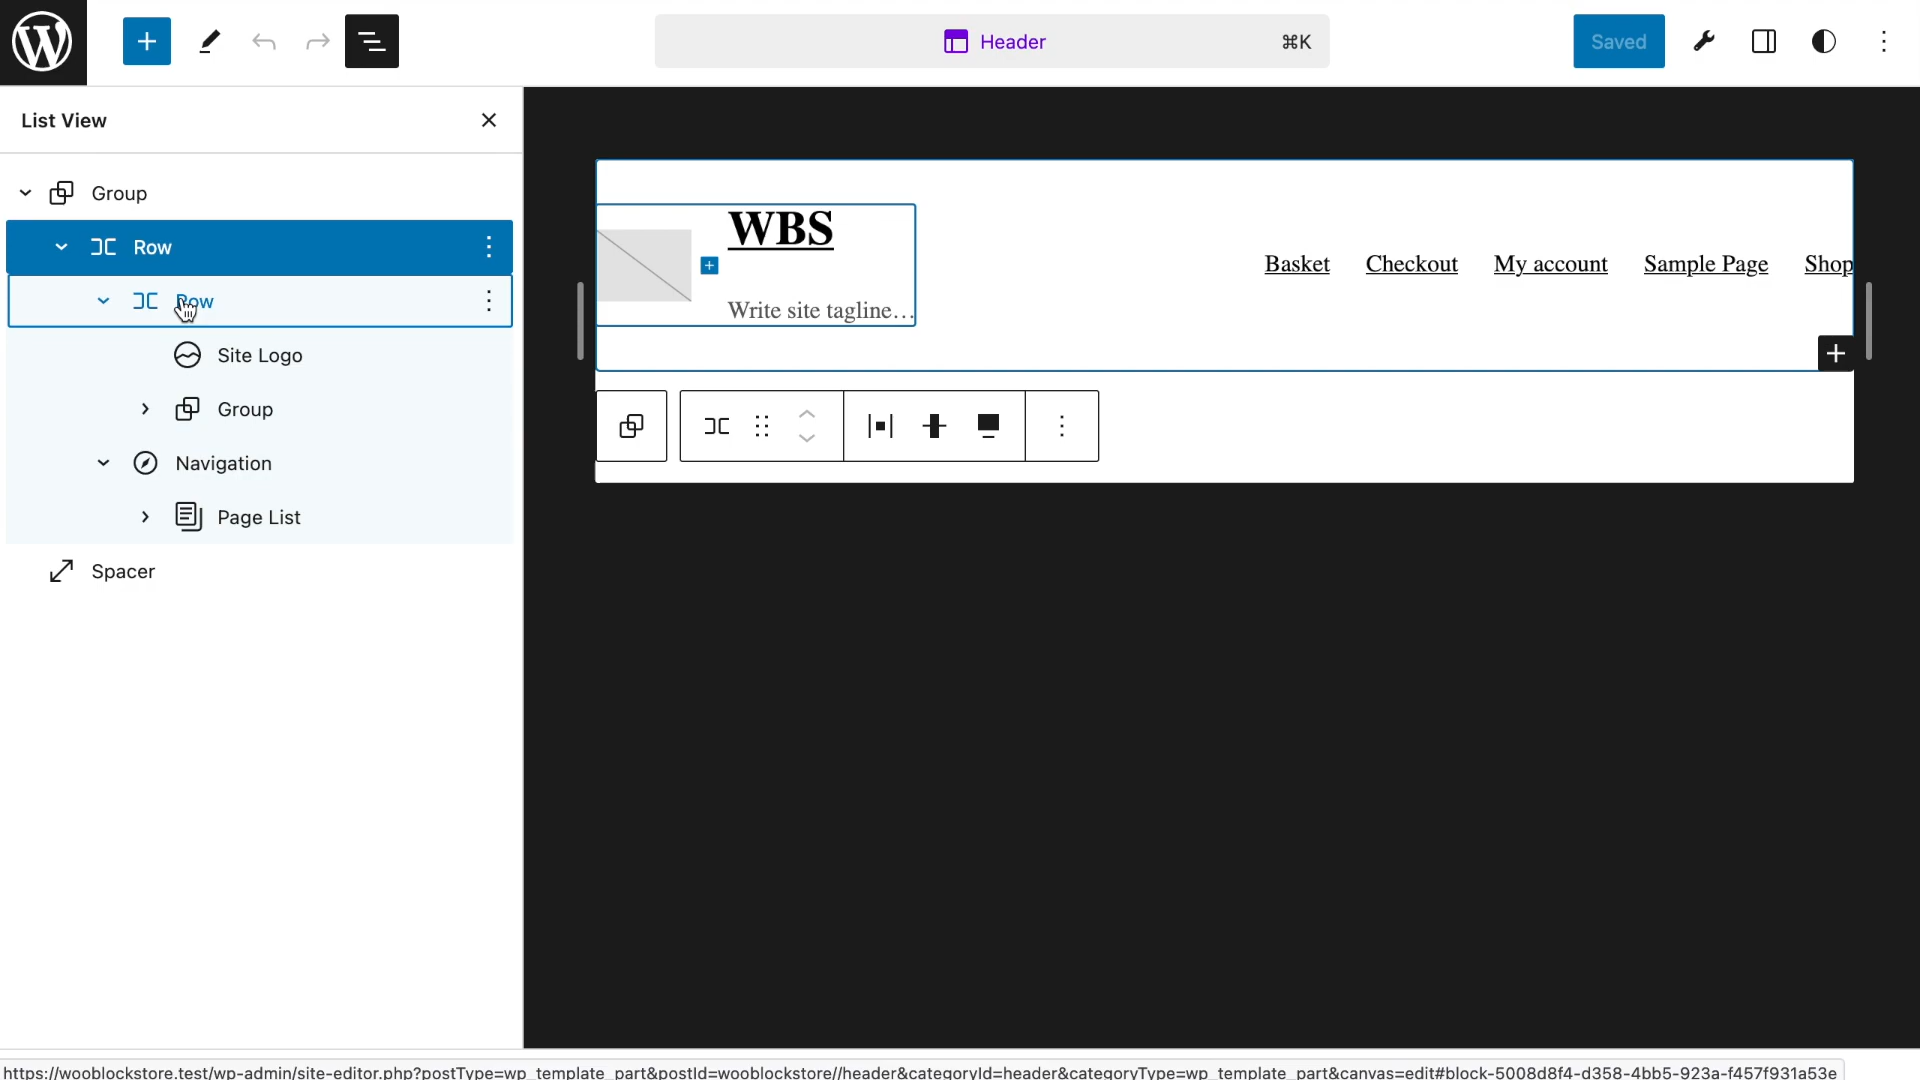 Header
⌘K
Saved
List View
Group
Row
Row
Site Logo
Group
Navigation
Page List
Spacer
WBS
Write site tagline…
Basket
Checkout
My account
Sample Page
Shop
https://wooblockstore.test/wp-admin/site-editor.php?postType=wp_template_part&postId=wooblockstore//header&categoryId=header&categoryType=wp_template_part&canvas=edit#block-5008d8f4-d358-4bb5-923a-f457f931a53e